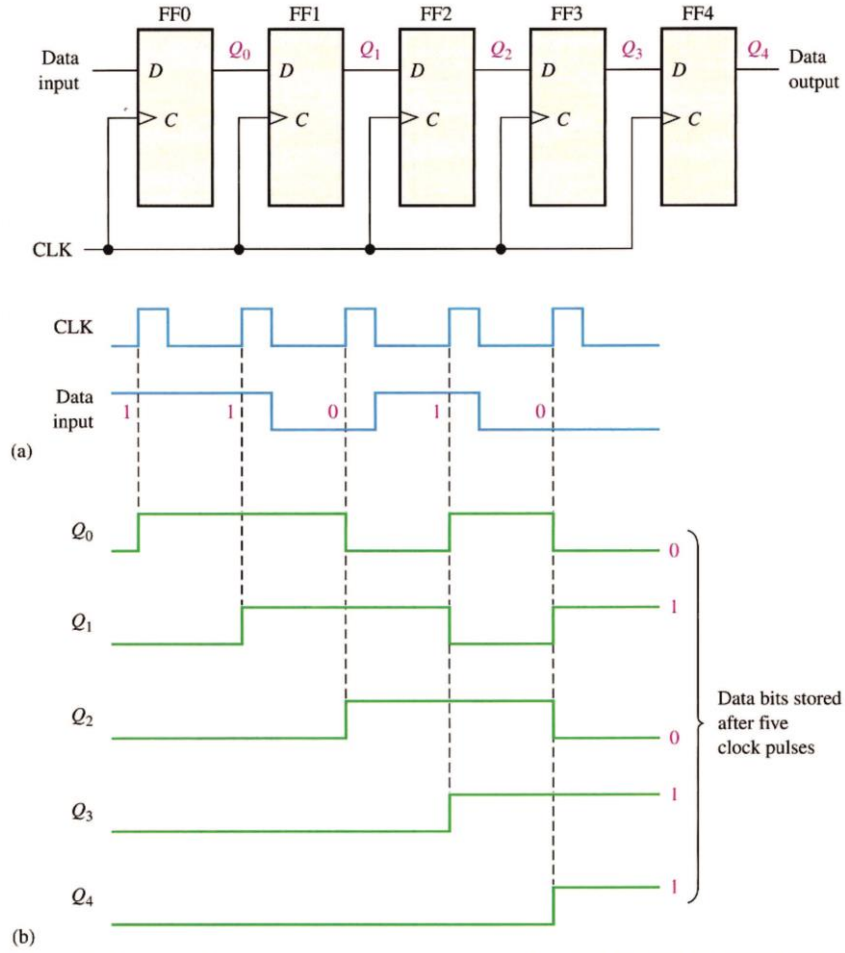 FF0 FF1 FF2 FF3 FF4
Data input
D Q0 D Q1 D Q2 D Q3 D Q4
Data output
C C C C C
CLK
CLK
Data input
1 1 0 1 0
(a)
Q0
0
Q1
1
Q2
0
Q3
1
Q4
1
Data bits stored
after five
clock pulses
(b)